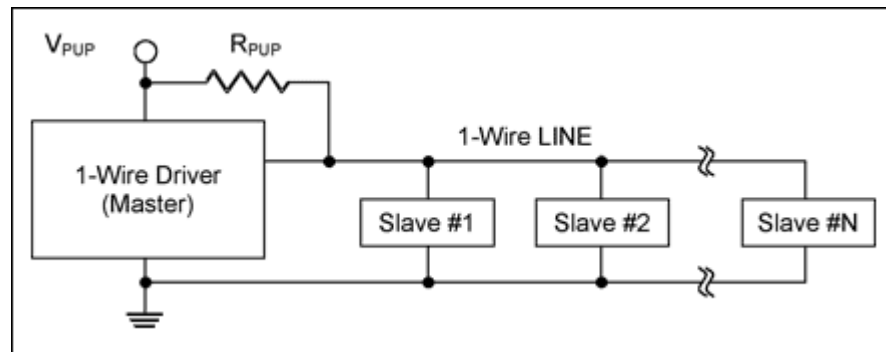 VPUP
RPUP
1-Wire LINE
1-Wire Driver
(Master)
Slave #1
Slave #2
Slave #N